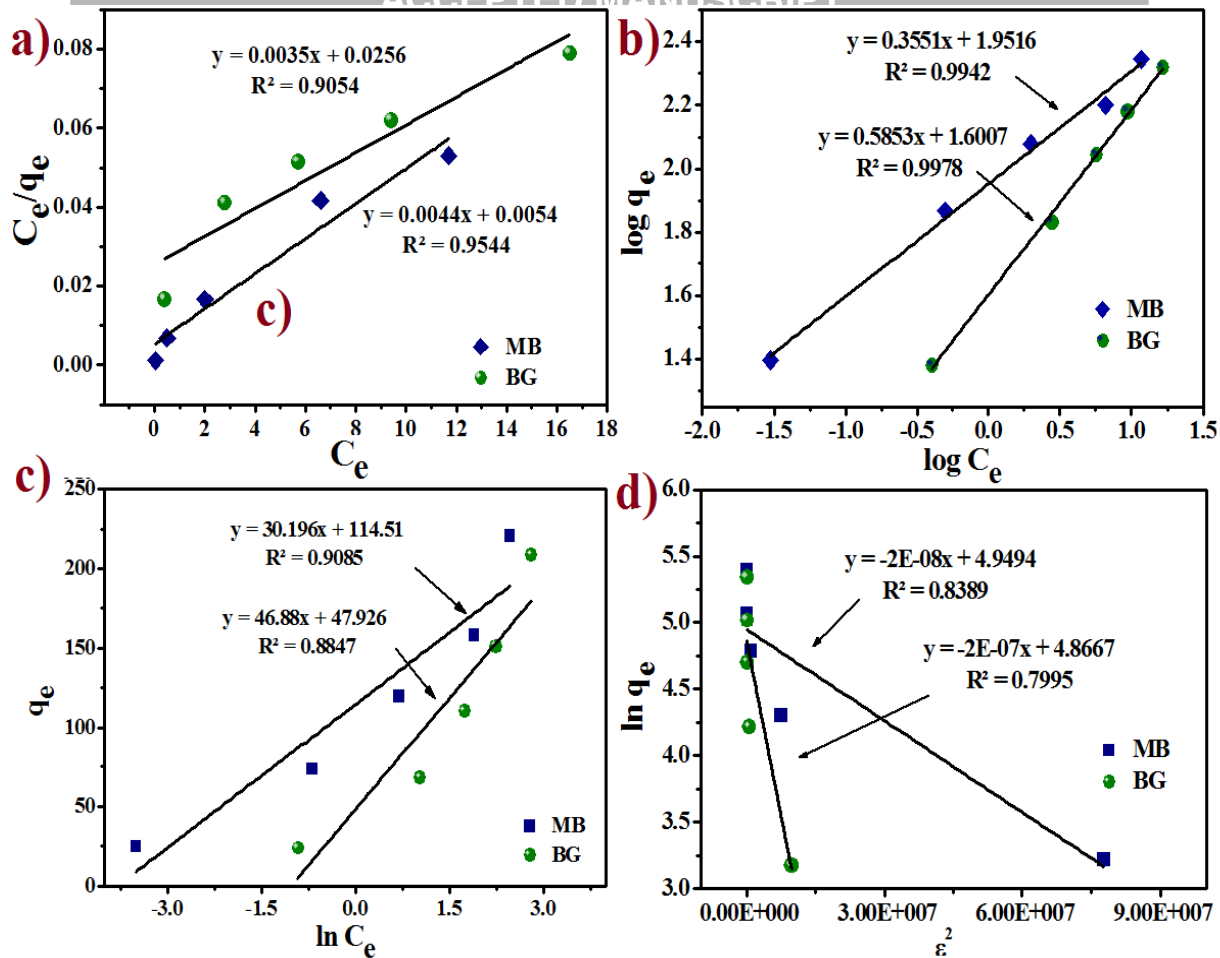 ACCEPTED MANUSCRIPT
a)
y = 0.0035x + 0.0256
R² = 0.9054
y = 0.0044x + 0.0054
R² = 0.9544
c)
MB
BG
0.08
0.06
0.04
0.02
0.00
Ce/qe
0 2 4 6 8 10 12 14 16 18
Ce
b)
y = 0.3551x + 1.9516
R² = 0.9942
y = 0.5853x + 1.6007
R² = 0.9978
MB
BG
2.4
2.2
2.0
1.8
1.6
1.4
log qe
-2.0 -1.5 -1.0 -0.5 0.0 0.5 1.0 1.5
log Ce
c)
y = 30.196x + 114.51
R² = 0.9085
y = 46.88x + 47.926
R² = 0.8847
MB
BG
250
200
150
100
50
0
qe
-3.0 -1.5 0.0 1.5 3.0
ln Ce
d)
y = -2E-08x + 4.9494
R² = 0.8389
y = -2E-07x + 4.8667
R² = 0.7995
MB
BG
6.0
5.5
5.0
4.5
4.0
3.5
3.0
ln qe
0.00E+000 3.00E+007 6.00E+007 9.00E+007
ε²